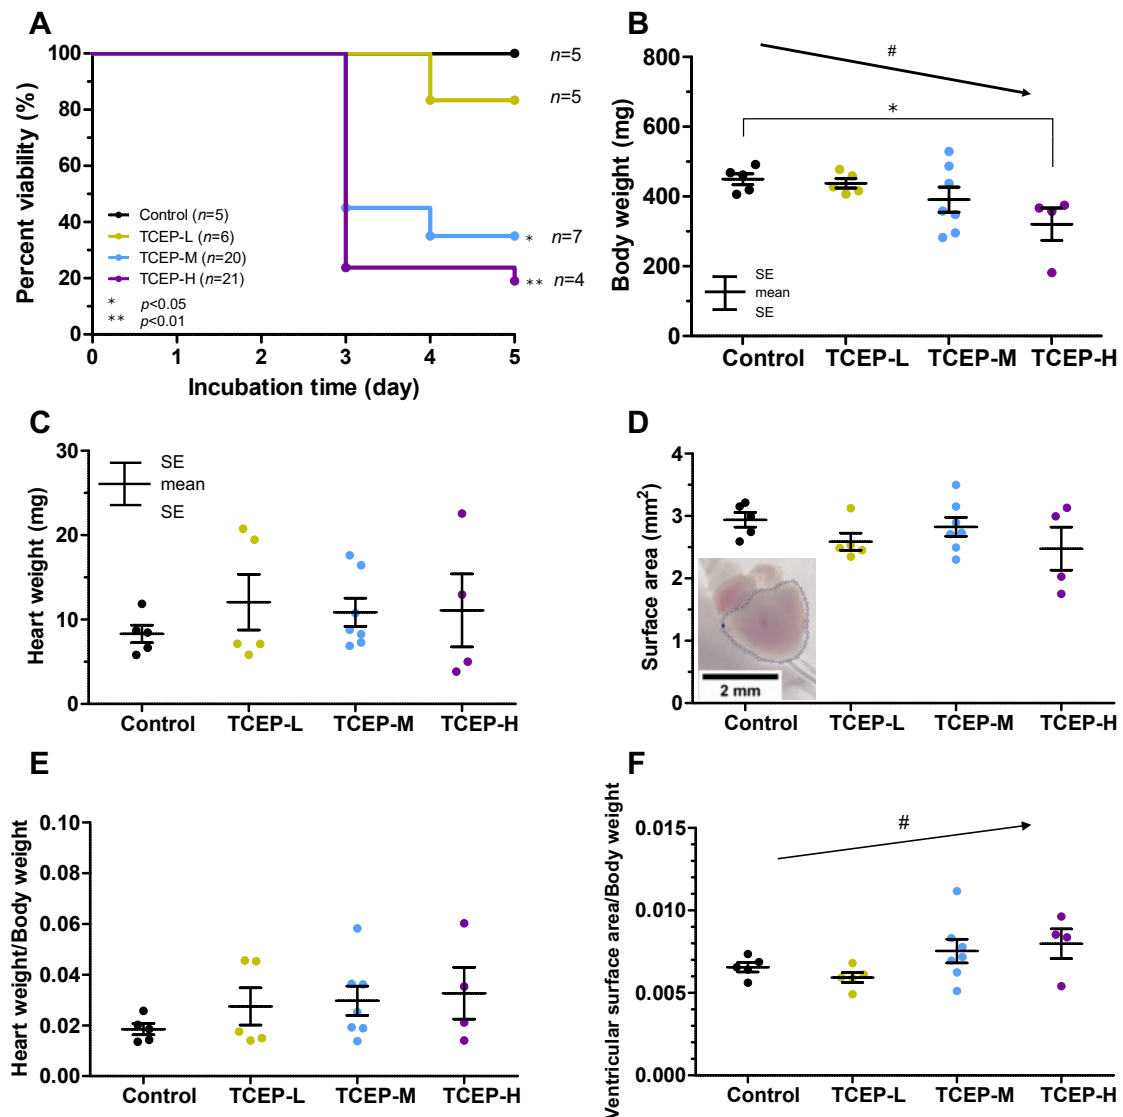 A
Percent viability (%)
100
80
60
40
20
0
0 1 2 3 4 5
Incubation time (day)
n=5
n=5
* n=7
** n=4
Control (n=5)
TCEP-L (n=6)
TCEP-M (n=20)
TCEP-H (n=21)
* p<0.05
** p<0.01
B
Body weight (mg)
800
600
400
200
0
#
*
SE
mean
SE
Control TCEP-L TCEP-M TCEP-H
C
Heart weight (mg)
30
20
10
0
SE
mean
SE
Control TCEP-L TCEP-M TCEP-H
D
Surface area (mm²)
4
3
2
1
0
2 mm
Control TCEP-L TCEP-M TCEP-H
E
Heart weight/Body weight
0.10
0.08
0.06
0.04
0.02
0.00
Control TCEP-L TCEP-M TCEP-H
F
Ventricular surface area/Body weight
0.015
0.010
0.005
0.000
#
Control TCEP-L TCEP-M TCEP-H